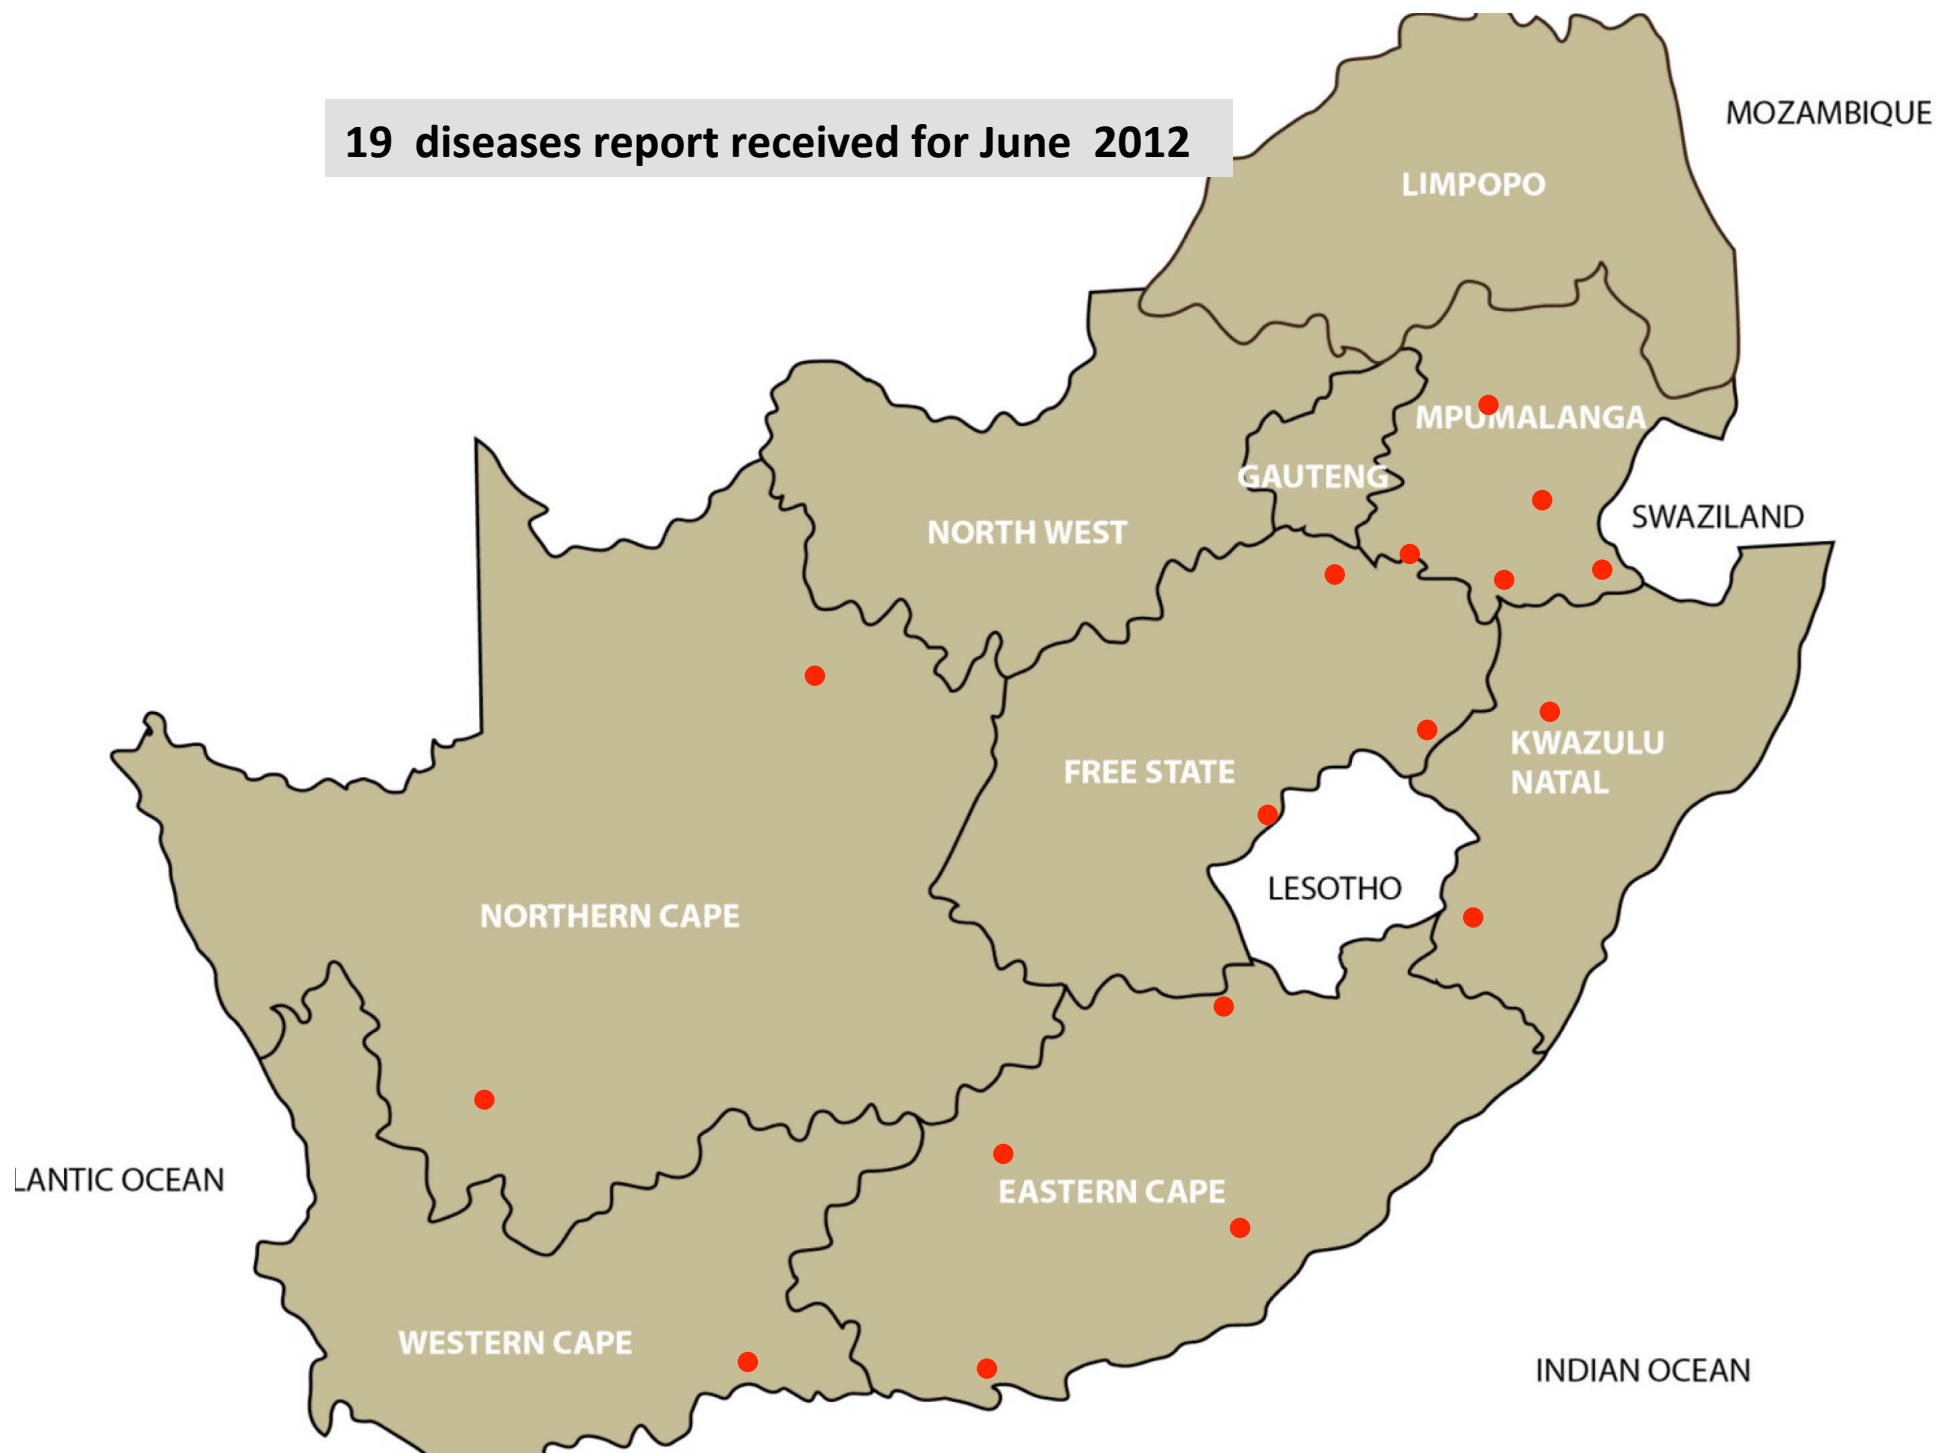 19 diseases report received for June 2012
MOZAMBIQUE
LIMPOPO
MPUMALANGA
GAUTENG
SWAZILAND
NORTH WEST
KWAZULU
NATAL
FREE STATE
LESOTHO
NORTHERN CAPE
LANTIC OCEAN
EASTERN CAPE
WESTERN CAPE
INDIAN OCEAN